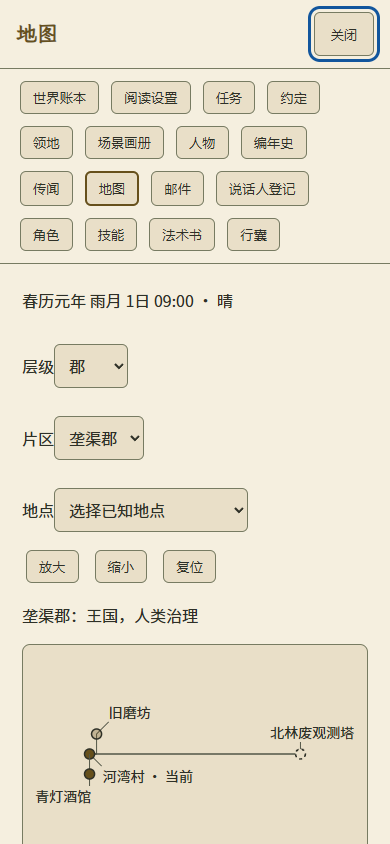 地图 关闭
世界账本 阅读设置 任务 约定
领地 场景画册 人物 编年史
传闻 地图 邮件 说话人登记
角色 技能 法术书 行囊
春历元年 雨月 1日 09:00 · 晴
层级 郡
片区 垄渠郡
地点 选择已知地点
放大 缩小 复位
垄渠郡：王国，人类治理
旧磨坊
北林废观测塔
河湾村 · 当前
青灯酒馆